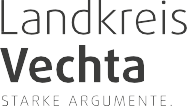 Landkreis
Vechta
STARKE ARGUMENTE.